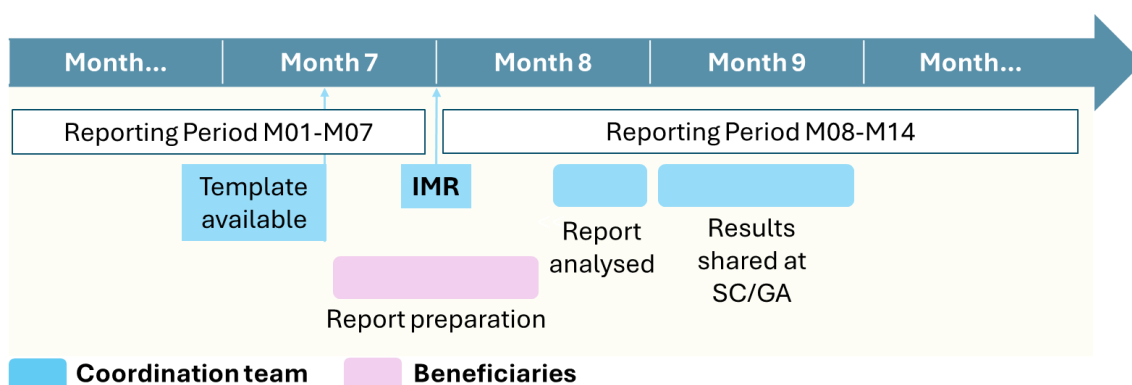 Month... Month 7 Month 8 Month 9 Month...
Reporting Period M01-M07 Reporting Period M08-M14
Template
available
IMR
Report
analysed
Results
shared at
SC/GA
Report preparation
Coordination team Beneficiaries